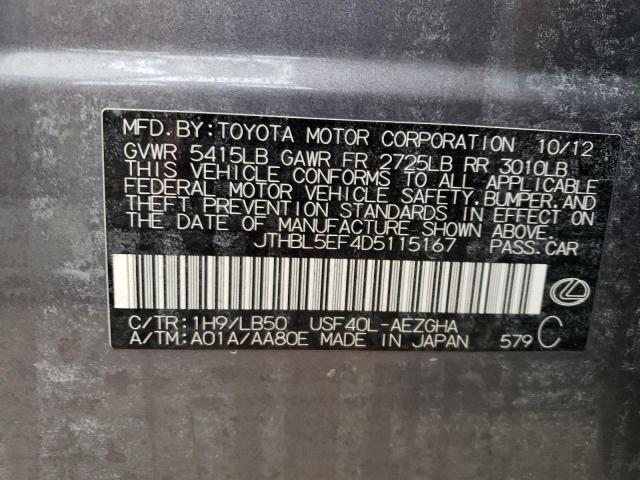 MFD. BY: TOYOTA MOTOR CORPORATION 10/12
GVWR 5415LB GAWR FR 2725LB RR 3010LB
THIS VEHICLE CONFORMS TO ALL APPLICABLE
FEDERAL MOTOR VEHICLE SAFETY, BUMPER, AND
THEFT PREVENTION STANDARDS IN EFFECT ON
THE DATE OF MANUFACTURE SHOWN ABOVE.
JTHBL5EF4D5115167 PASS. CAR
C/TR: 1H9/LB50 USF40L-AEZGHA
A/TM: A01A/AA80E MADE IN JAPAN 579 C